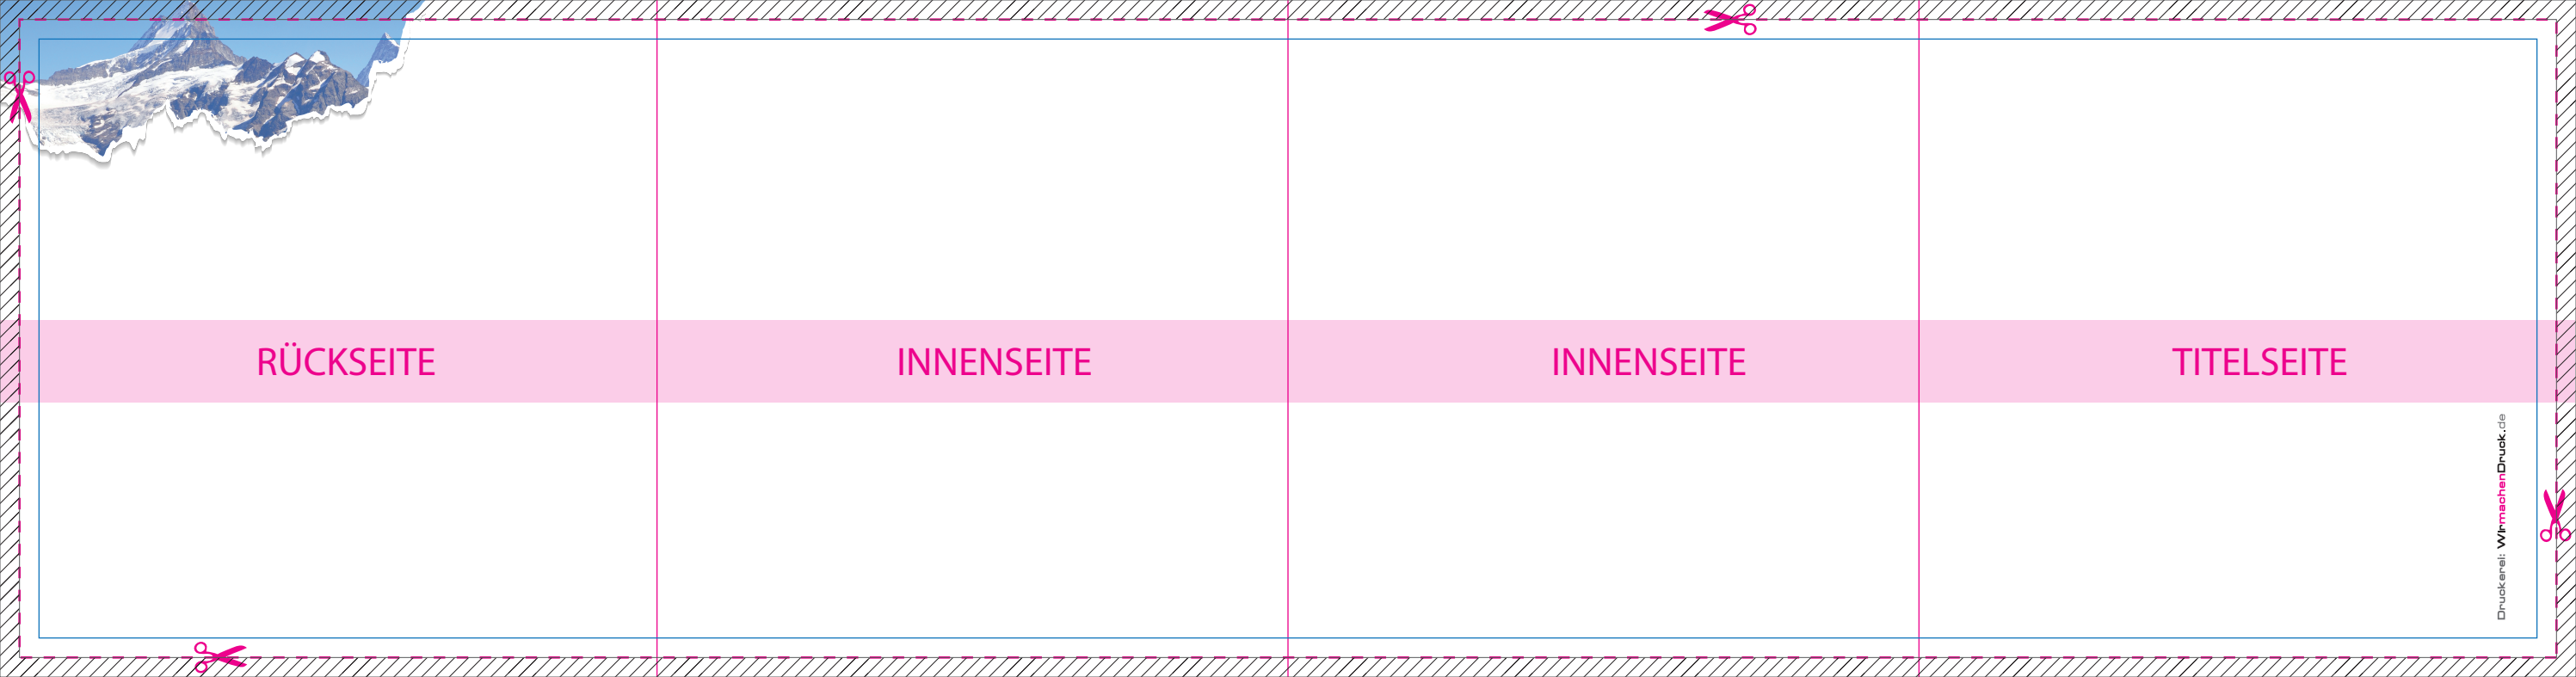 RÜCKSEITE
INNENSEITE
INNENSEITE
TITELSEITE
Druckerei: WirmachenDruck.de